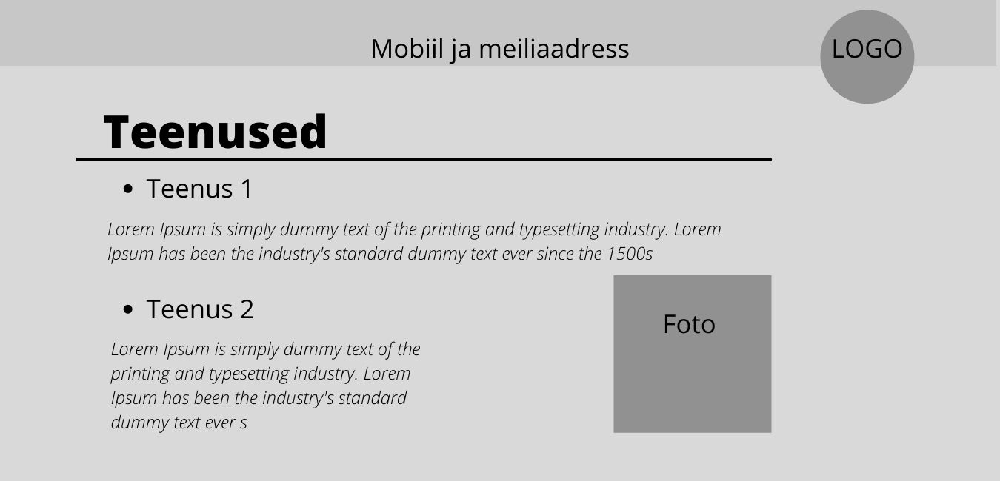 Mobiil ja meiliaadress
LOGO
Teenused
• Teenus 1
Lorem Ipsum is simply dummy text of the printing and typesetting industry. Lorem
Ipsum has been the industry's standard dummy text ever since the 1500s
• Teenus 2
Lorem Ipsum is simply dummy text of the
printing and typesetting industry. Lorem
Ipsum has been the industry's standard
dummy text ever s
Foto